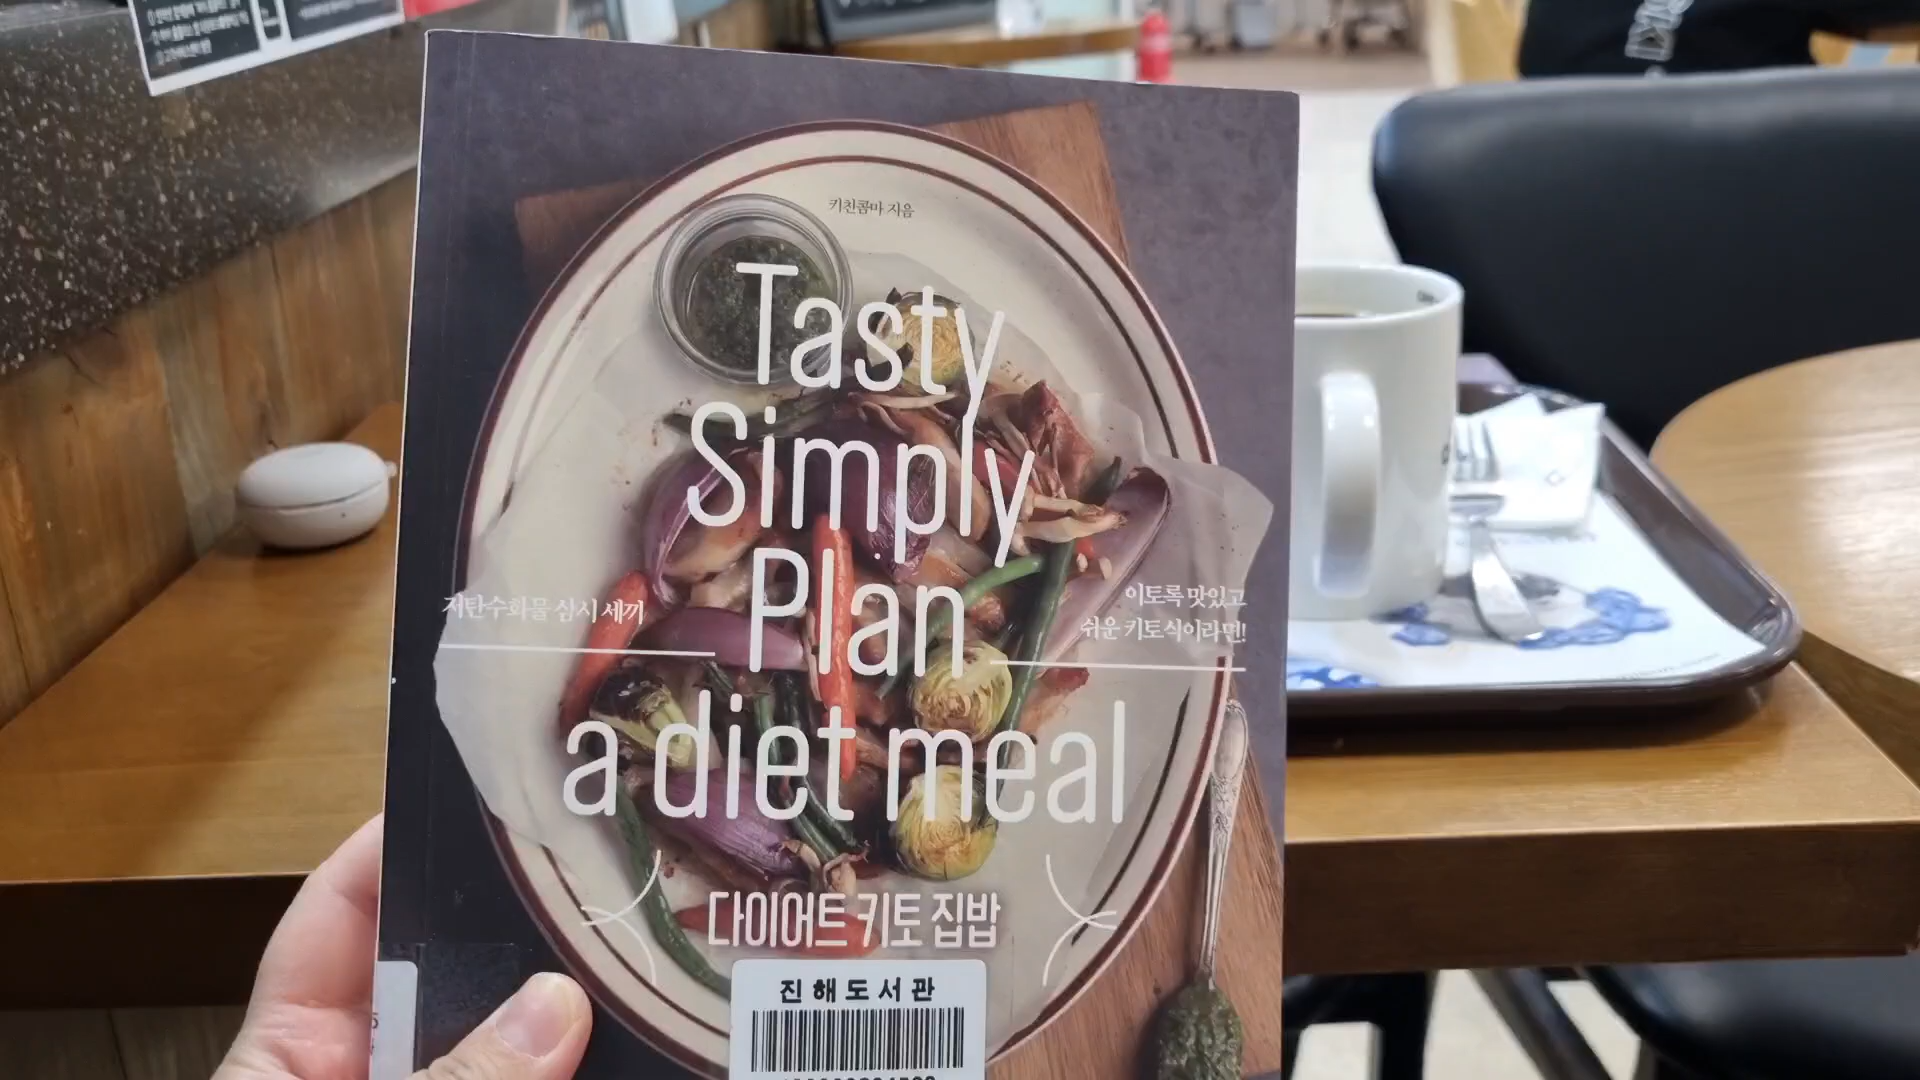 키친콤마 지음
Tasty
Simply
Plan
a diet meal
저탄수화물 삼시 세끼
이토록 맛있고
쉬운 키토식이라면!
다이어트 키토 집밥
진해도서관